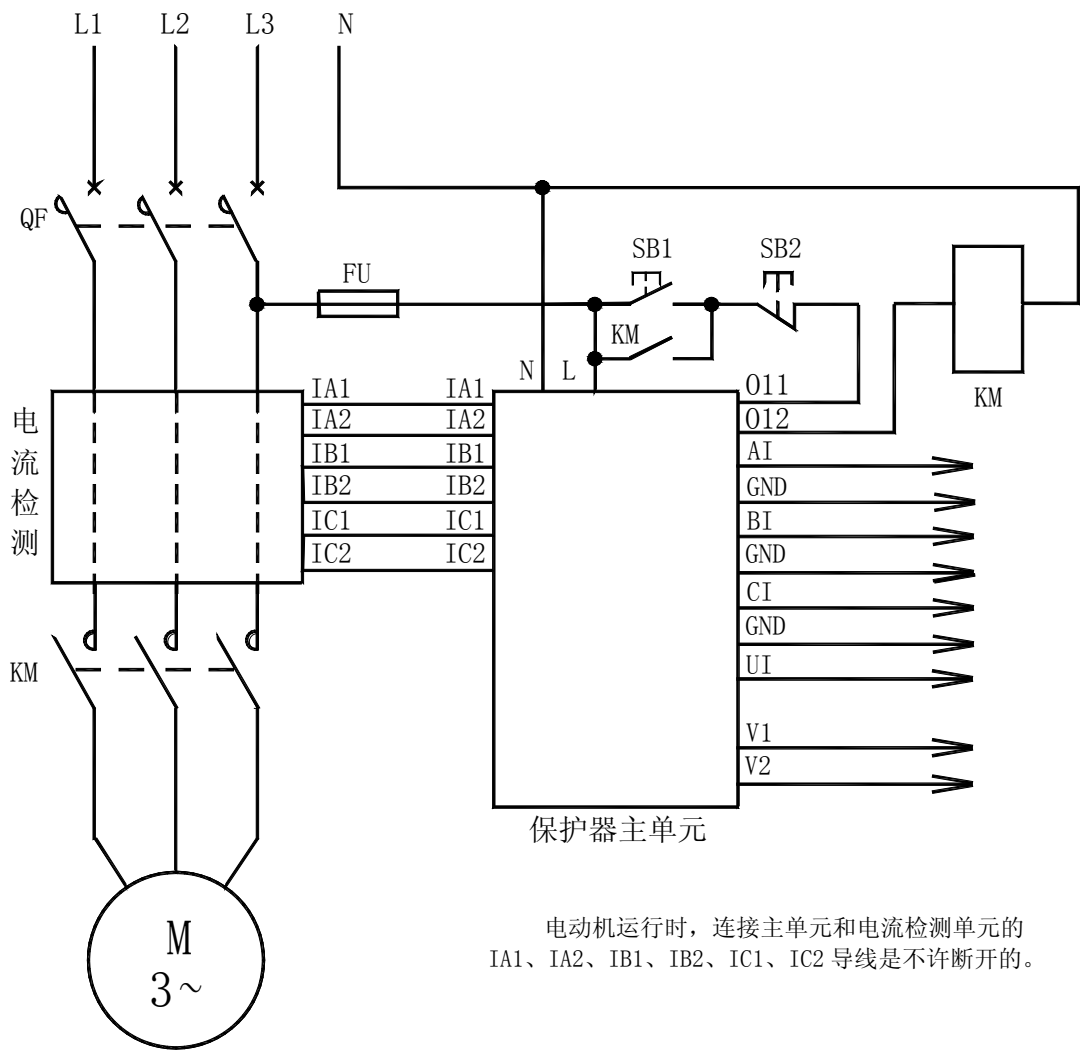 L1 L2 L3 N
QF
FU
SB1 SB2
KM
KM
N L
电流检测
IA1 IA1
IA2 IA2
IB1 IB1
IB2 IB2
IC1 IC1
IC2 IC2
O11
O12
AI
GND
BI
GND
CI
GND
UI
V1
V2
KM
保护器主单元
M
3~
电动机运行时，连接主单元和电流检测单元的
IA1、IA2、IB1、IB2、IC1、IC2导线是不许断开的。